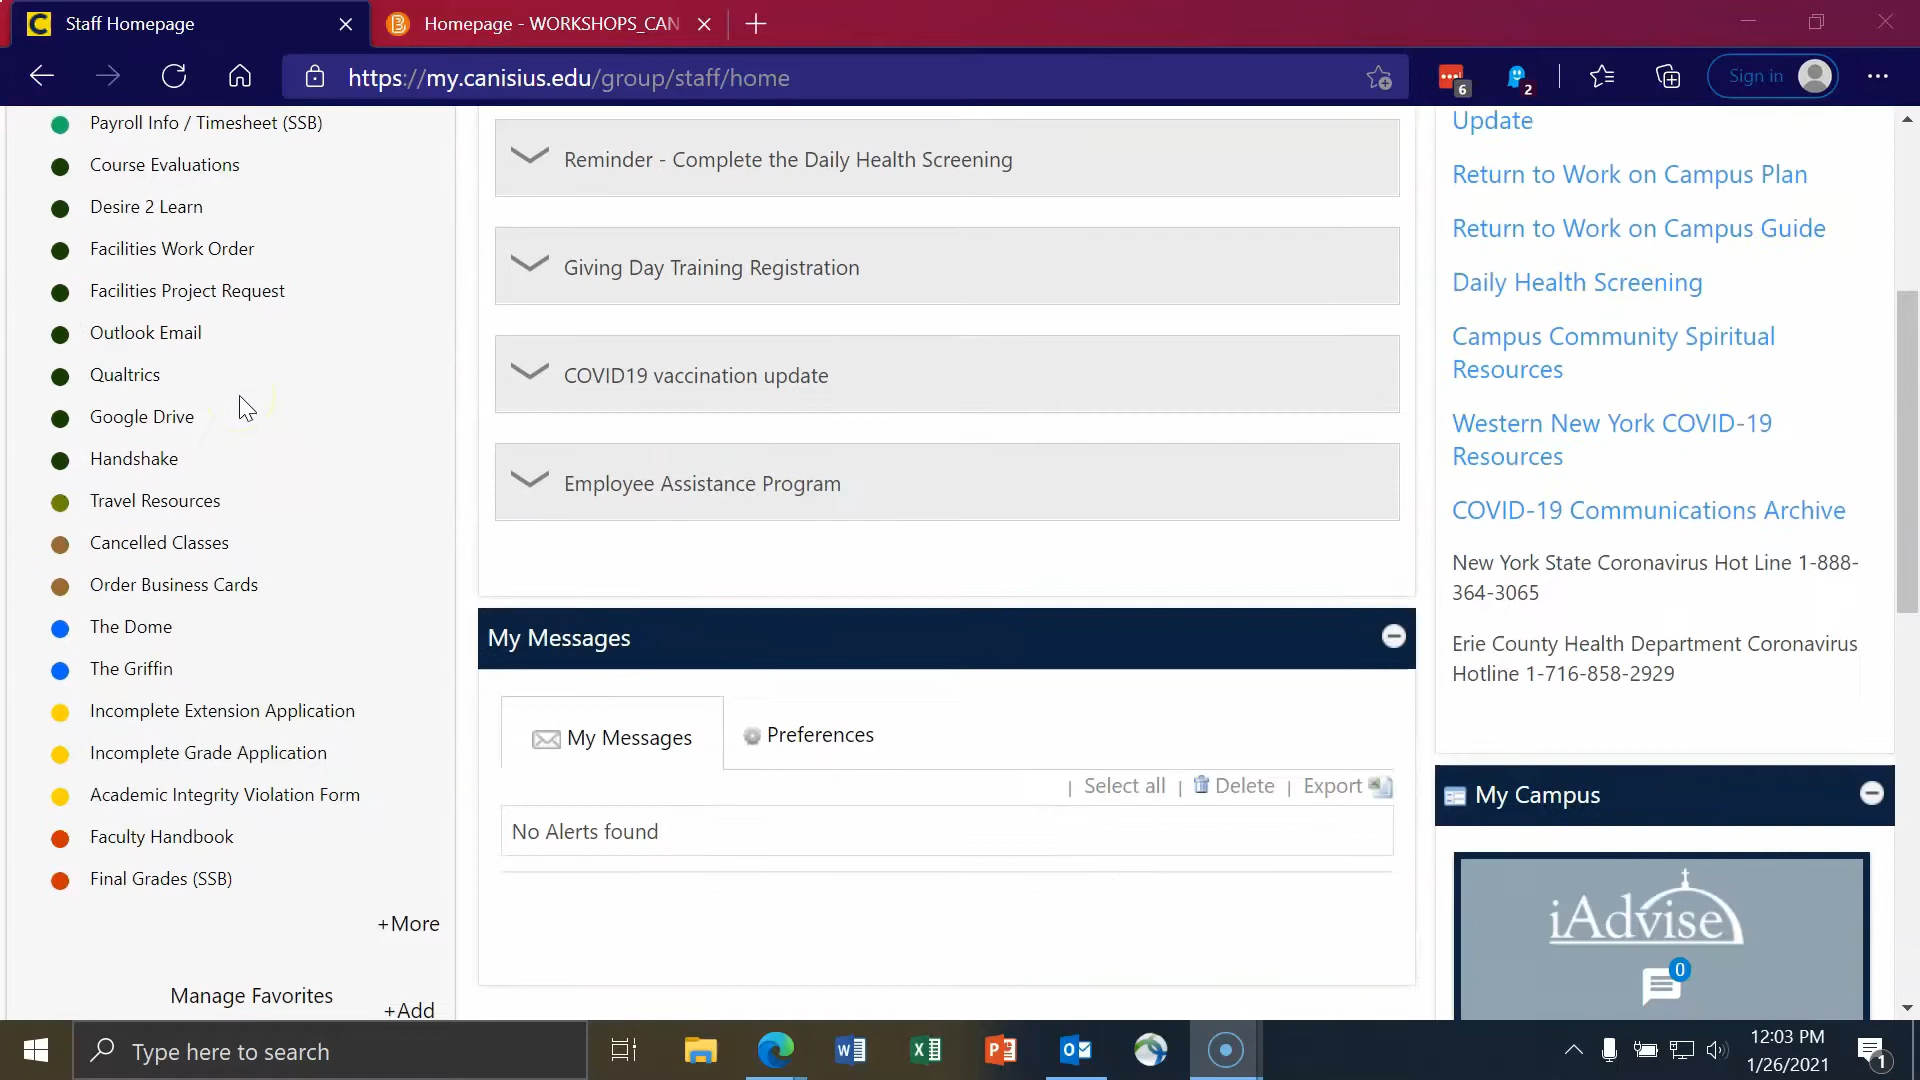 Staff Homepage
Homepage - WORKSHOPS_CAN
https://my.canisius.edu/group/staff/home
6
2
Sign in
Payroll Info / Timesheet (SSB)
Course Evaluations
Desire 2 Learn
Facilities Work Order
Facilities Project Request
Outlook Email
Qualtrics
Google Drive
Handshake
Travel Resources
Cancelled Classes
Order Business Cards
The Dome
The Griffin
Incomplete Extension Application
Incomplete Grade Application
Academic Integrity Violation Form
Faculty Handbook
Final Grades (SSB)
+More
Manage Favorites
+Add
Reminder - Complete the Daily Health Screening
Giving Day Training Registration
COVID19 vaccination update
Employee Assistance Program
My Messages
My Messages
Preferences
| Select all | Delete | Export
No Alerts found
Update
Return to Work on Campus Plan
Return to Work on Campus Guide
Daily Health Screening
Campus Community Spiritual
Resources
Western New York COVID-19
Resources
COVID-19 Communications Archive
New York State Coronavirus Hot Line 1-888-
364-3065
Erie County Health Department Coronavirus
Hotline 1-716-858-2929
My Campus
iAdvise
0
Type here to search
12:03 PM
1/26/2021
1